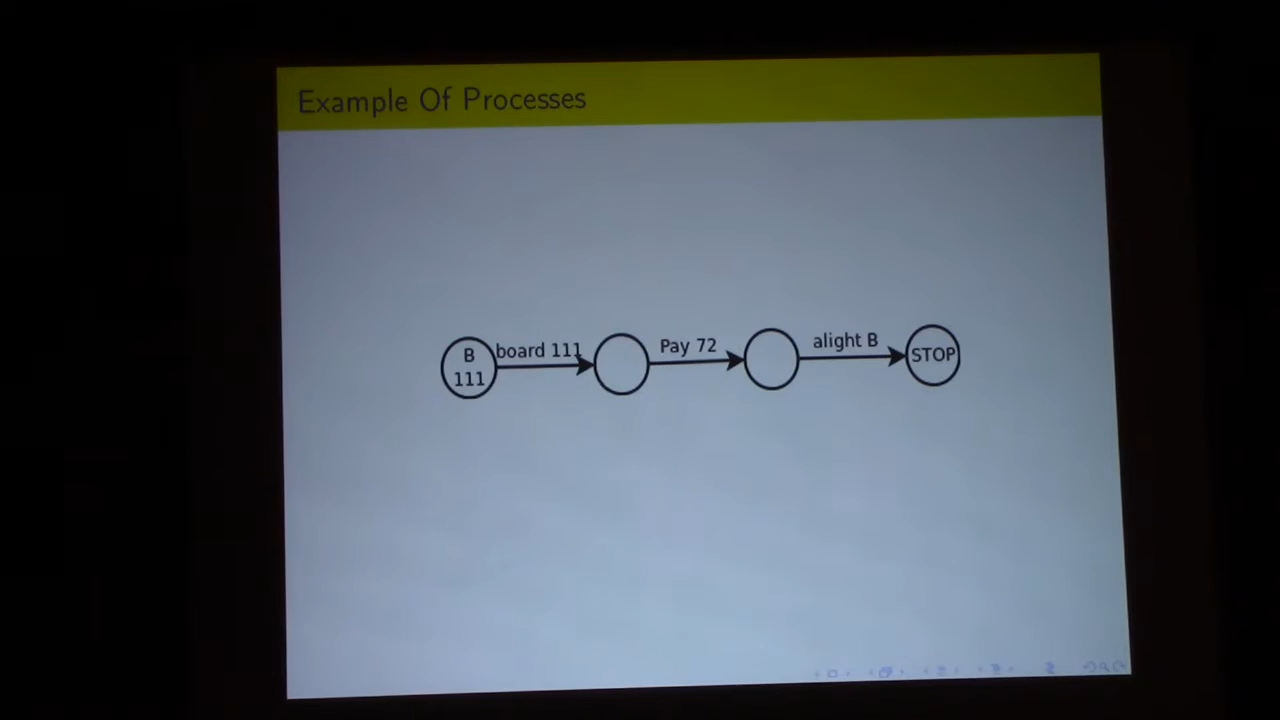 Example Of Processes
B
111
board 111
Pay 72
alight B
STOP